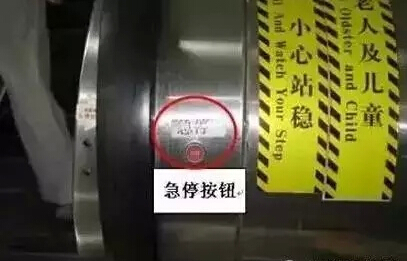 急停
急停按钮
小心站稳
And Watch Your Step
老人及儿童
Oldster and Child